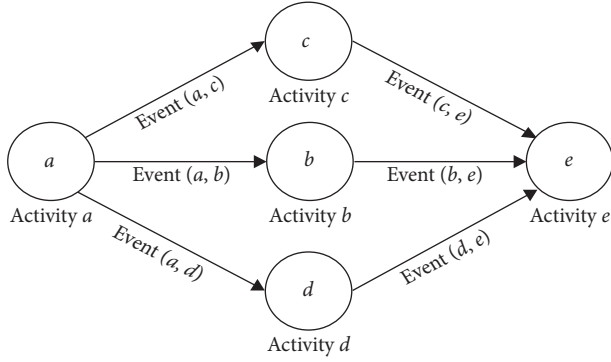 c
Activity c
Event (a, c)
Event (c, e)
a
Activity a
Event (a, b)
b
Activity b
Event (b, e)
e
Activity e
Event (a, d)
Event (d, e)
d
Activity d